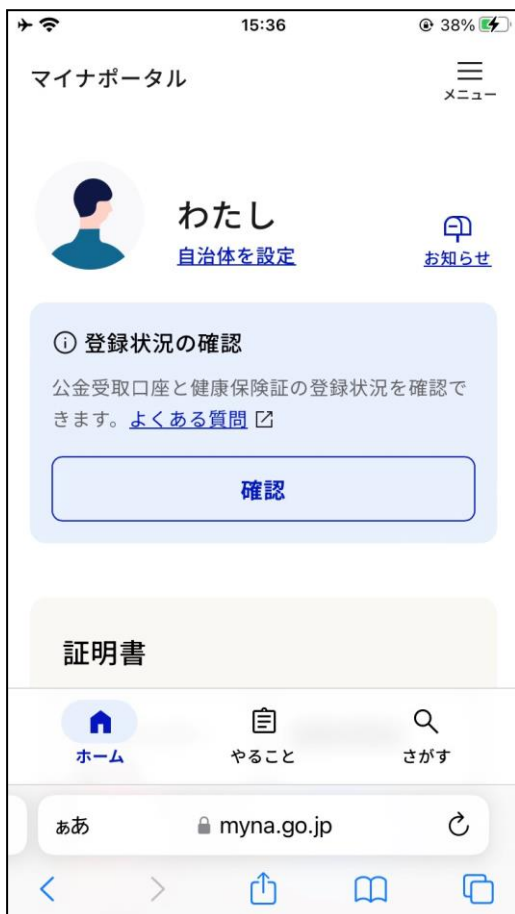 15:36
38%
マイナポータル
メニュー
わたし
自治体を設定
お知らせ
登録状況の確認
公金受取口座と健康保険証の登録状況を確認で
きます。よくある質問
確認
証明書
ホーム
やること
さがす
ぁあ
myna.go.jp